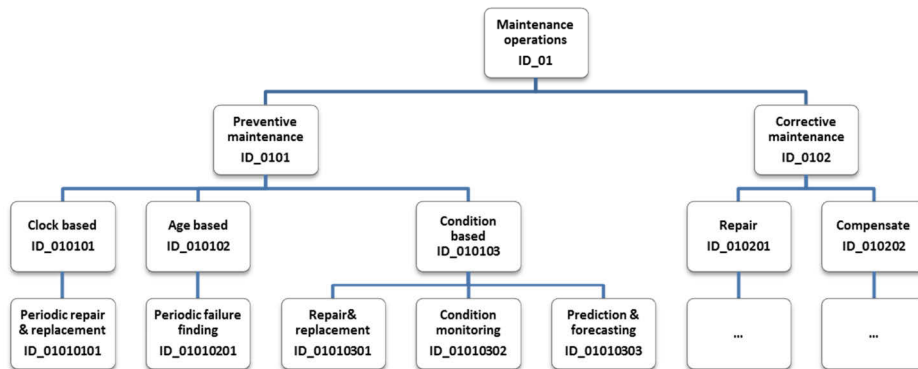 Maintenance
operations
ID_01
Preventive
maintenance
ID_0101
Corrective
maintenance
ID_0102
Clock based
ID_010101
Age based
ID_010102
Condition
based
ID_010103
Repair
ID_010201
Compensate
ID_010202
Periodic repair
& replacement
ID_01010101
Periodic failure
finding
ID_01010201
Repair&
replacement
ID_01010301
Condition
monitoring
ID_01010302
Prediction &
forecasting
ID_01010303
...
...